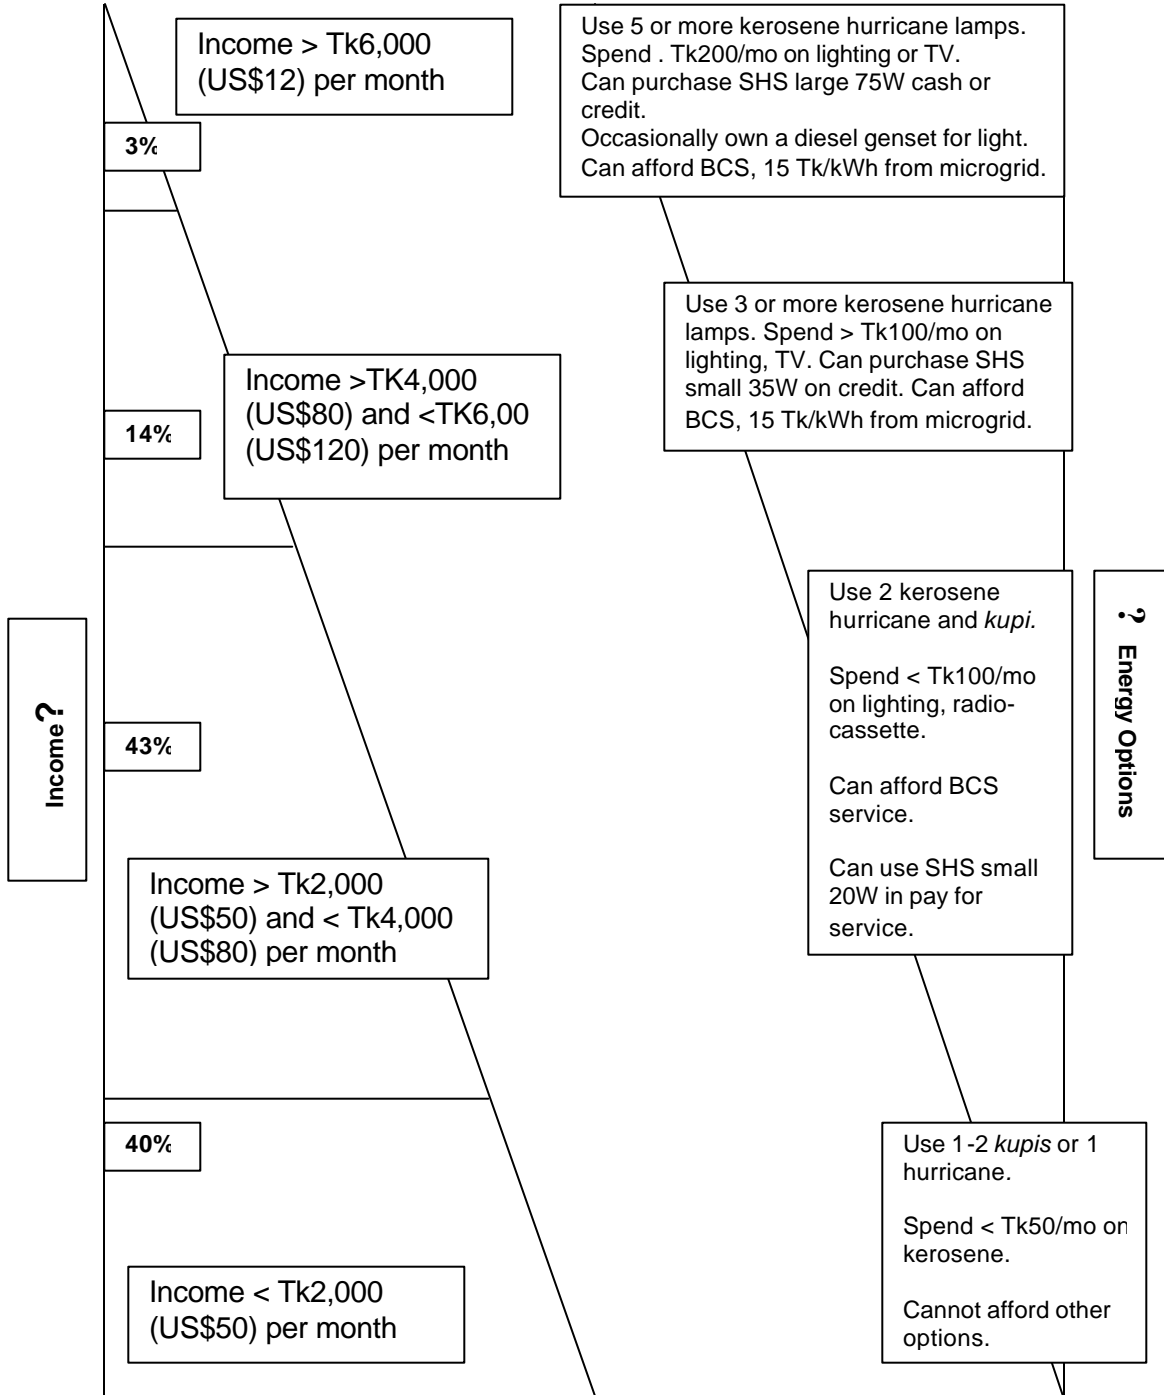 Income > Tk6,000
(US$12) per month
3%
Use 5 or more kerosene hurricane lamps.
Spend . Tk200/mo on lighting or TV.
Can purchase SHS large 75W cash or
credit.
Occasionally own a diesel genset for light.
Can afford BCS, 15 Tk/kWh from microgrid.
Income >TK4,000
(US$80) and <TK6,00
(US$120) per month
14%
Use 3 or more kerosene hurricane
lamps. Spend > Tk100/mo on
lighting, TV. Can purchase SHS
small 35W on credit. Can afford
BCS, 15 Tk/kWh from microgrid.
Income?
43%
Income > Tk2,000
(US$50) and < Tk4,000
(US$80) per month
Use 2 kerosene
hurricane and kupi.
Spend < Tk100/mo
on lighting, radio-
cassette.
Can afford BCS
service.
Can use SHS small
20W in pay for
service.
? Energy Options
40%
Income < Tk2,000
(US$50) per month
Use 1-2 kupis or 1
hurricane.
Spend < Tk50/mo on
kerosene.
Cannot afford other
options.